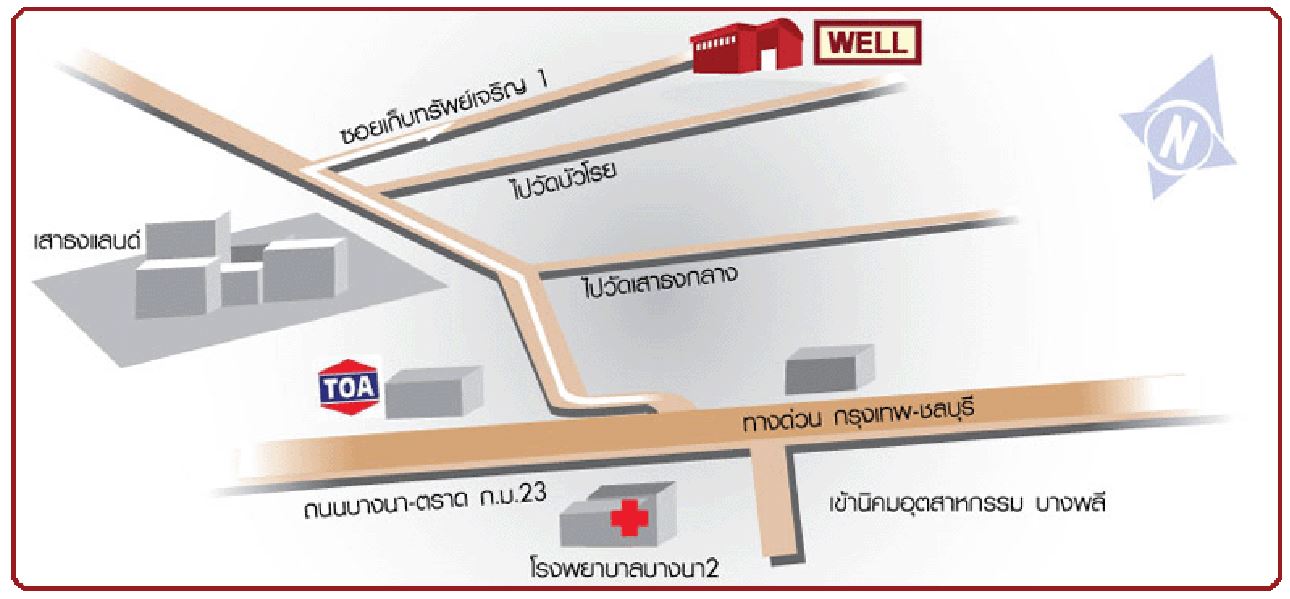 WELL
ซอยเก็บทรัพย์เจริญ 1
N
ไปวัดบัวโรย
เสาธงแลนด์
ไปวัดเสาธงกลาง
TOA
ทางด่วน กรุงเทพ-ชลบุรี
ถนนบางนา-ตราด ก.ม.23
เข้านิคมอุตสาหกรรม บางพลี
โรงพยาบาลบางนา2